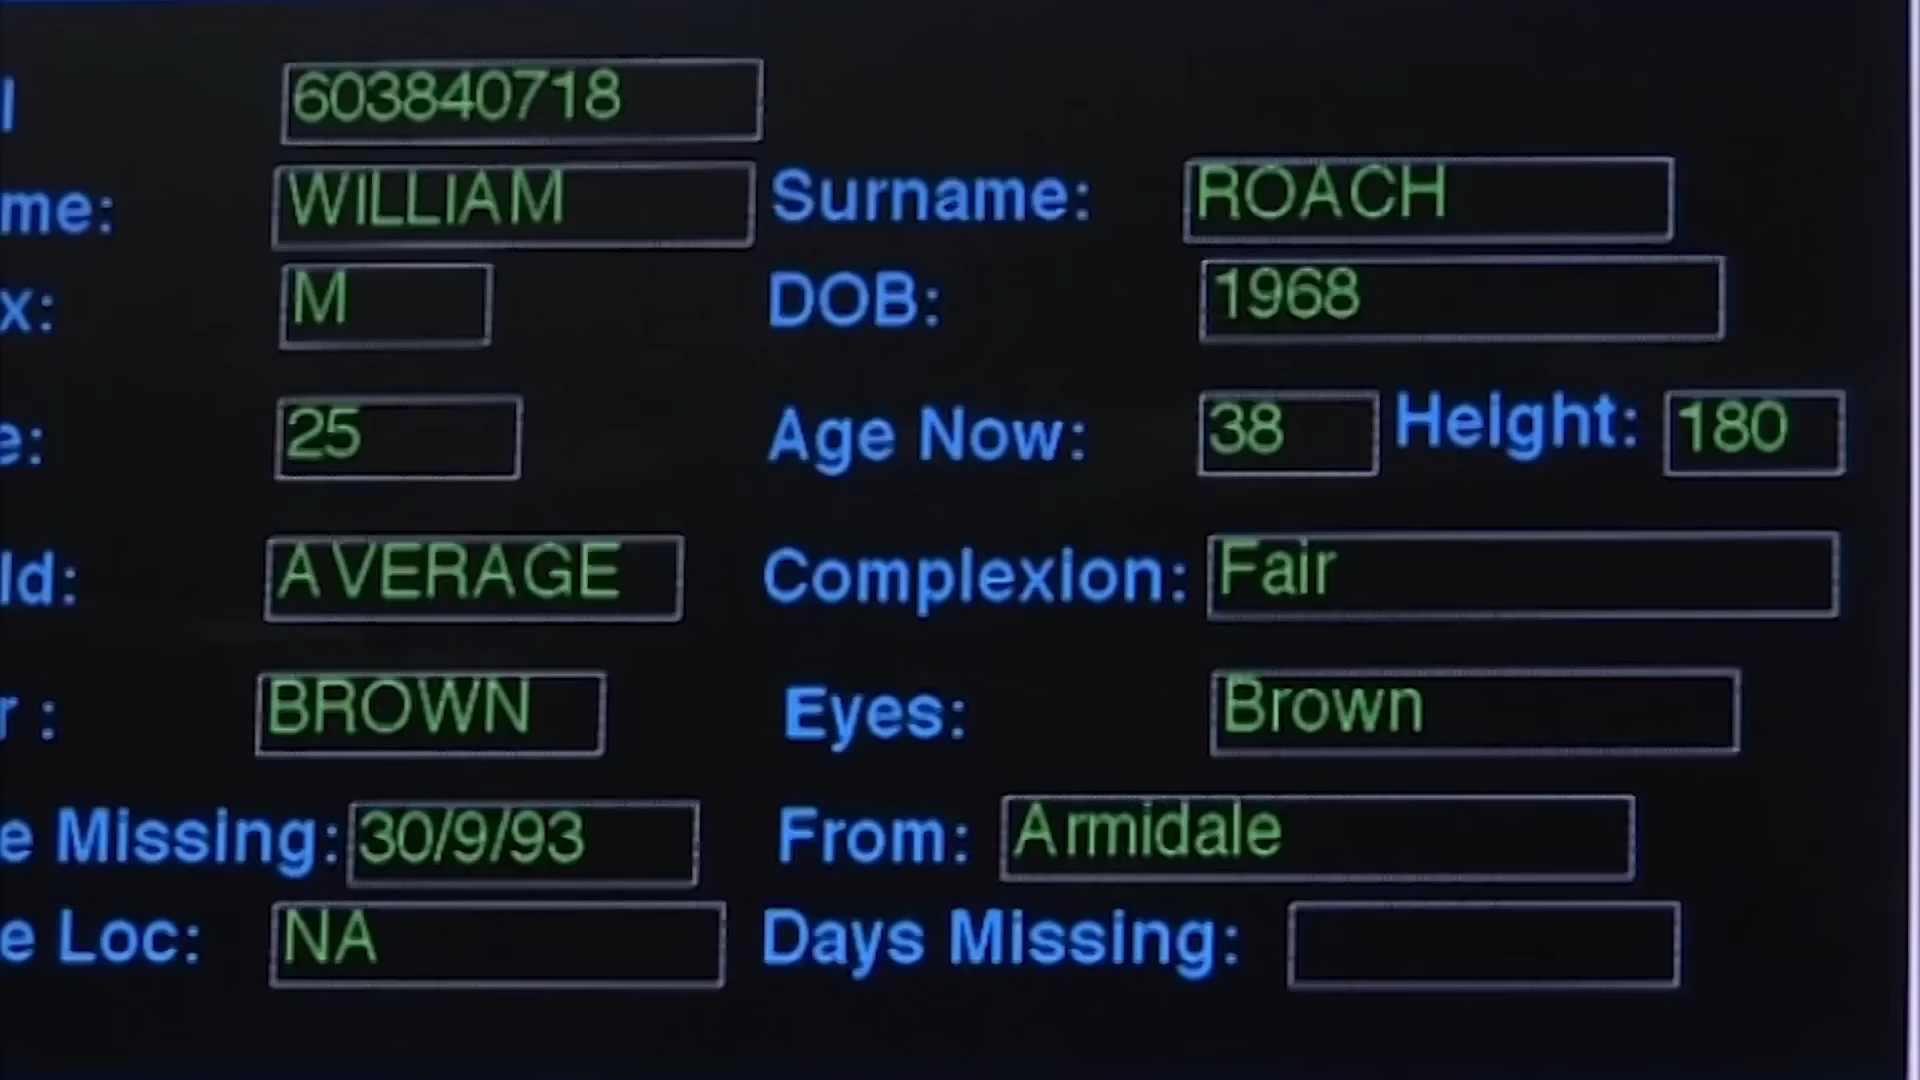 603840718
me: WILLIAM Surname: ROACH
x: M DOB: 1968
e: 25 Age Now: 38 Height: 180
ld: AVERAGE Complexion: Fair
r : BROWN Eyes: Brown
e Missing: 30/9/93 From: Armidale
e Loc: NA Days Missing: